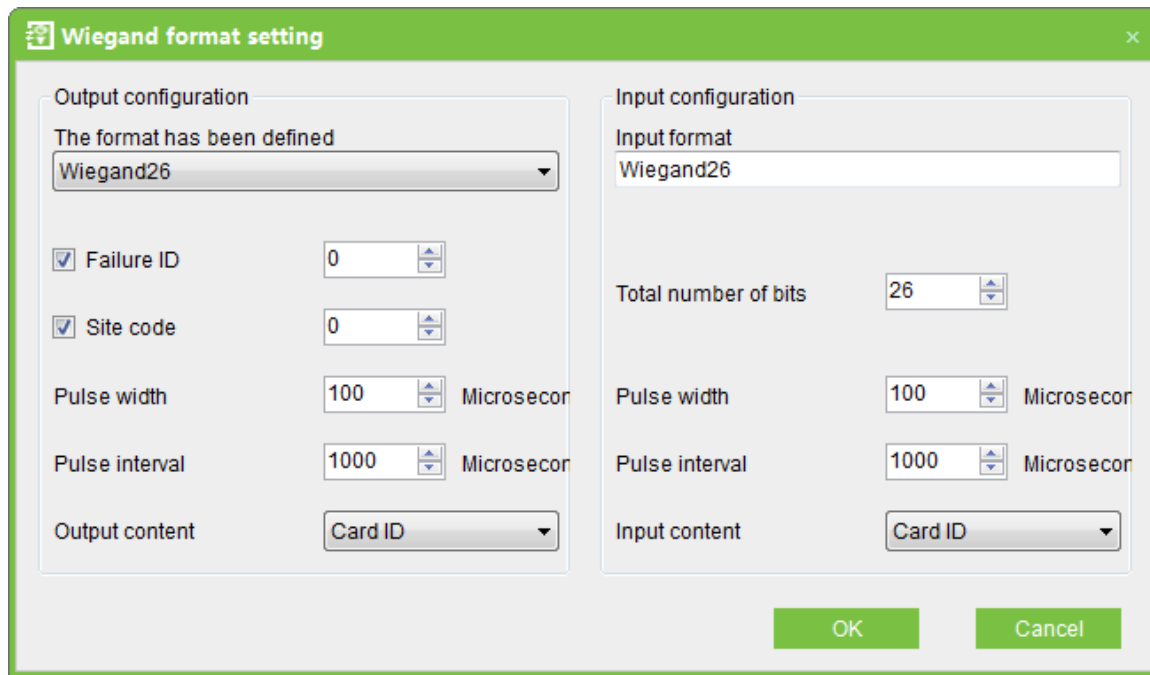 Wiegand format setting
Output configuration
The format has been defined
Wiegand26
Failure ID 0
Site code 0
Pulse width 100 Microsecon
Pulse interval 1000 Microsecon
Output content Card ID
Input configuration
Input format
Wiegand26
Total number of bits 26
Pulse width 100 Microsecon
Pulse interval 1000 Microsecon
Input content Card ID
OK Cancel